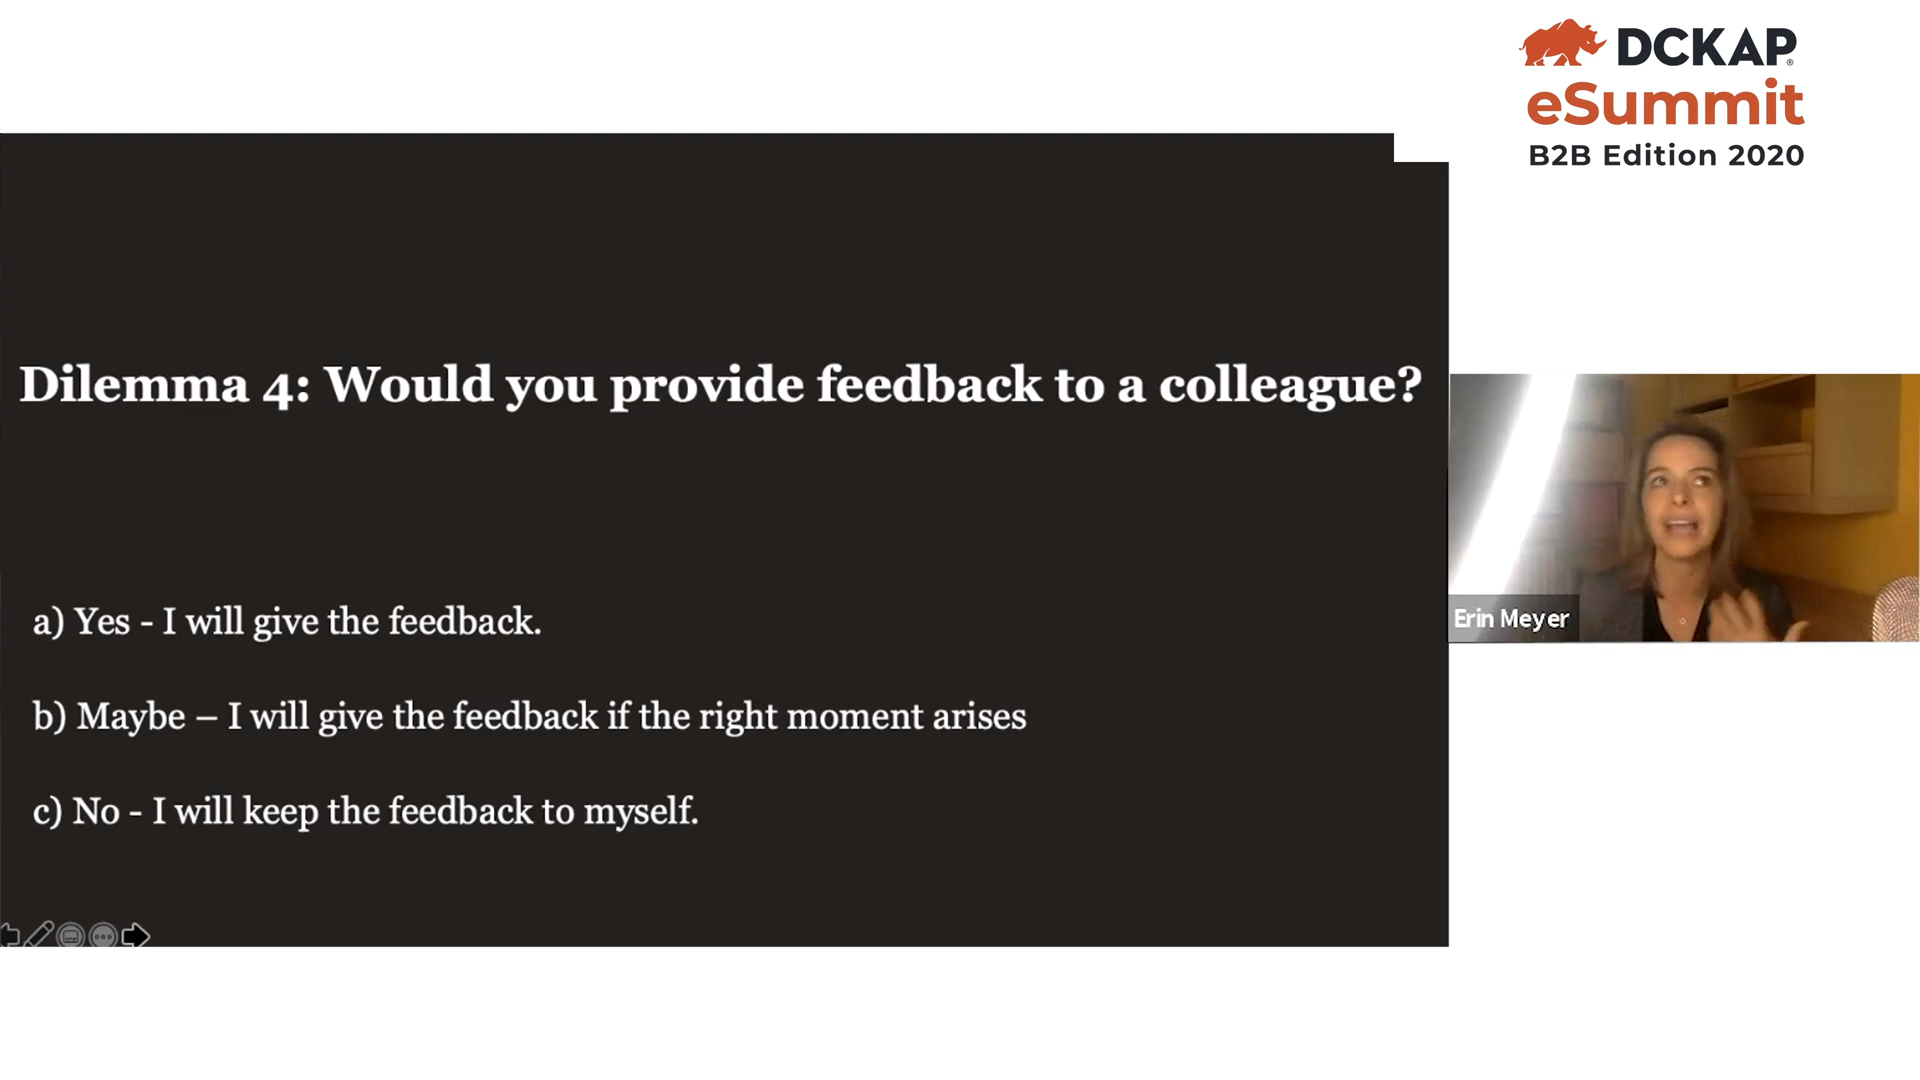 DCKAP®
eSummit
B2B Edition 2020
Dilemma 4: Would you provide feedback to a colleague?
a) Yes - I will give the feedback.
b) Maybe – I will give the feedback if the right moment arises
c) No - I will keep the feedback to myself.
Erin Meyer